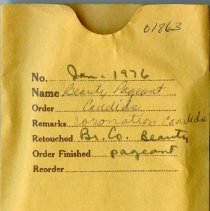 01863
No. Jan. 1976
Name Beauty Pageant
Order Candids
Remarks Coronation Candids
Retouched Br. Co. Beauty
Order Finished pageant
Reorder